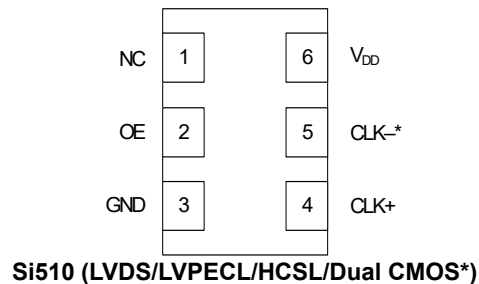 NC 1 6 VDD
OE 2 5 CLK–*
GND 3 4 CLK+
Si510 (LVDS/LVPECL/HCSL/Dual CMOS*)